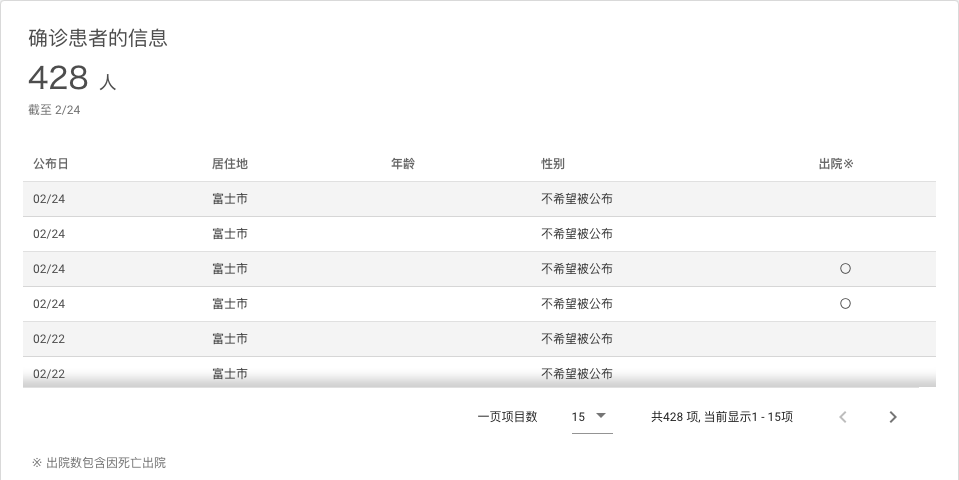 确诊患者的信息
428 人
截至 2/24
公布日 居住地 年龄 性别 出院※
02/24 富士市 不希望被公布
02/24 富士市 不希望被公布
02/24 富士市 不希望被公布 〇
02/24 富士市 不希望被公布 〇
02/22 富士市 不希望被公布
02/22 富士市 不希望被公布
一页项目数 15 共428 项, 当前显示1 - 15项
※ 出院数包含因死亡出院